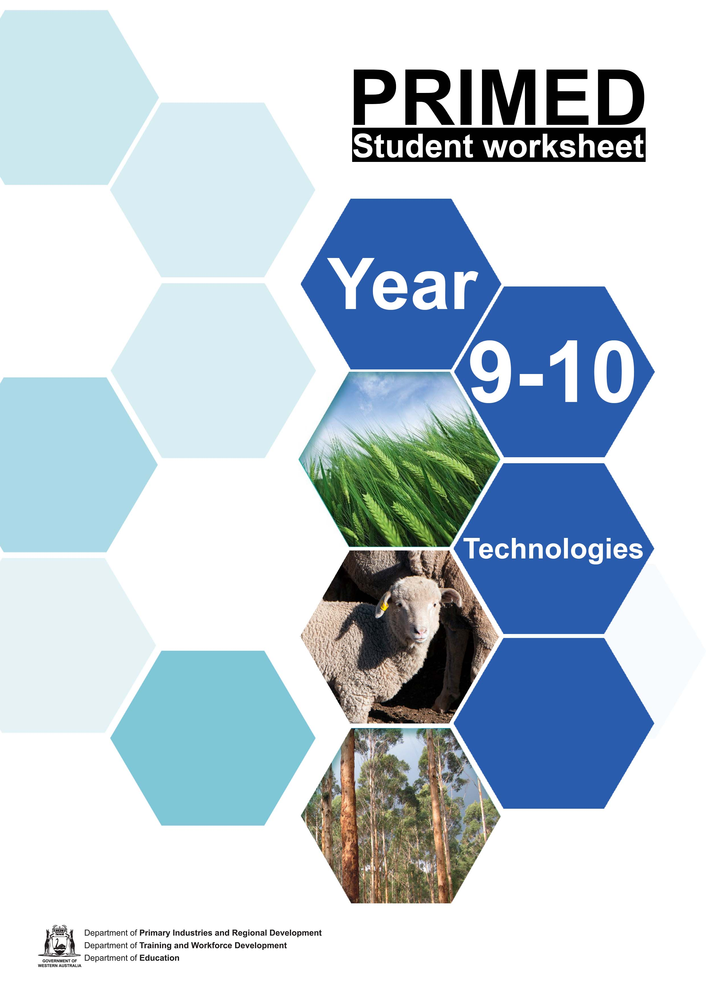 PRIMED
Student worksheet
Year
9-10
Technologies
Department of Primary Industries and Regional Development
Department of Training and Workforce Development
Department of Education
GOVERNMENT OF
WESTERN AUSTRALIA